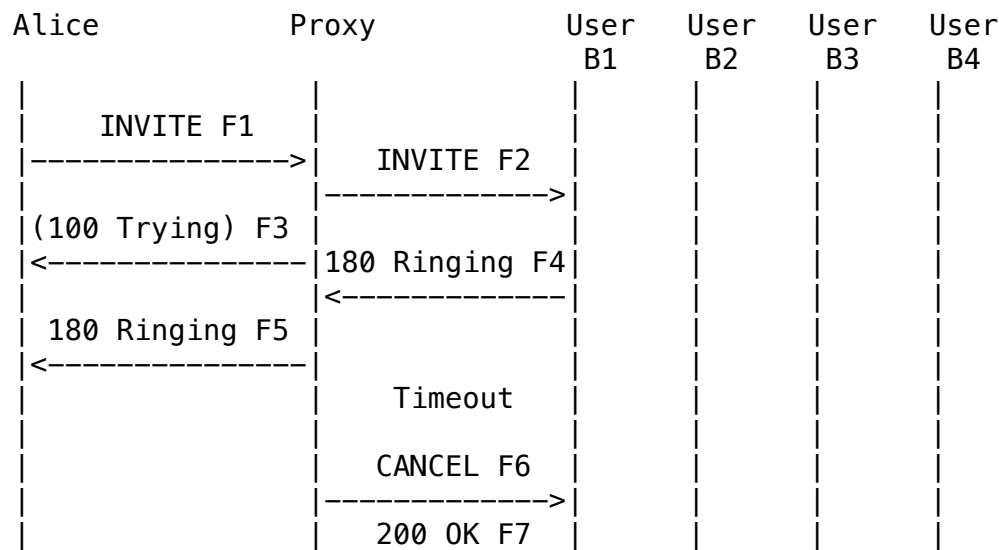 Alice Proxy User User User User
B1 B2 B3 B4
INVITE F1
INVITE F2
(100 Trying) F3
180 Ringing F4
180 Ringing F5
Timeout
CANCEL F6
200 OK F7